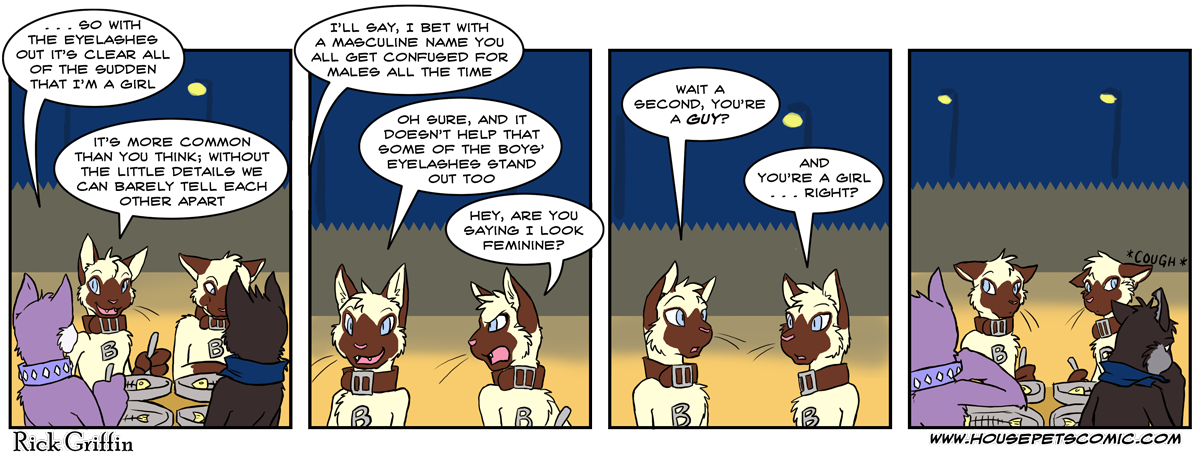 . . . SO WITH
THE EYELASHES
OUT IT'S CLEAR ALL
OF THE SUDDEN
THAT I'M A GIRL
IT'S MORE COMMON
THAN YOU THINK; WITHOUT
THE LITTLE DETAILS WE
CAN BARELY TELL EACH
OTHER APART
B
I'LL SAY, I BET WITH
A MASCULINE NAME YOU
ALL GET CONFUSED FOR
MALES ALL THE TIME
OH SURE, AND IT
DOESN'T HELP THAT
SOME OF THE BOYS'
EYELASHES STAND
OUT TOO
HEY, ARE YOU
SAYING I LOOK
FEMININE?
B
B
WAIT A
SECOND, YOU'RE
A GUY?
AND
YOU'RE A GIRL
. . . RIGHT?
B
B
*COUGH*
B
Rick Griffin
WWW.HOUSEPETSCOMIC.COM